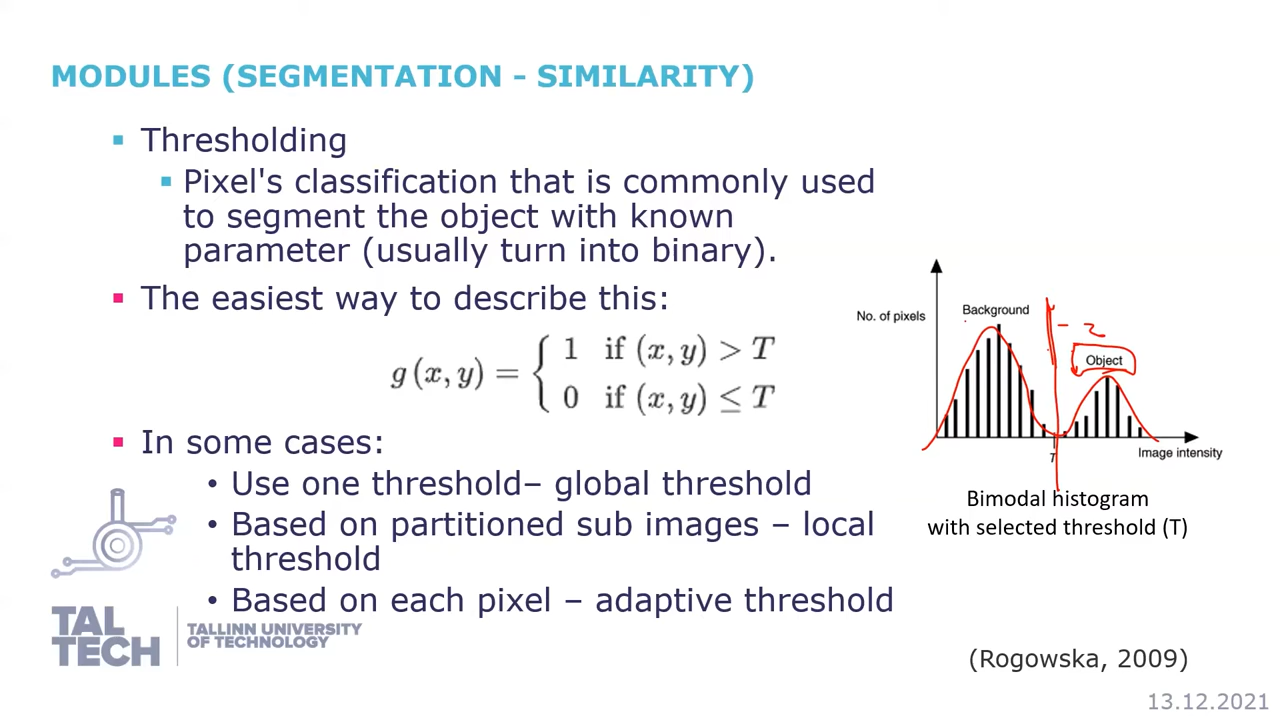 MODULES (SEGMENTATION - SIMILARITY)
▪ Thresholding
▪ Pixel's classification that is commonly used
to segment the object with known
parameter (usually turn into binary).
▪ The easiest way to describe this:
g (x, y) = { 1 if (x, y) > T
0 if (x, y) ≤ T
▪ In some cases:
• Use one threshold– global threshold
• Based on partitioned sub images – local
threshold
• Based on each pixel – adaptive threshold
No. of pixels
Background
Object
T
Image intensity
Bimodal histogram
with selected threshold (T)
TAL
TECH
TALLINN UNIVERSITY
OF TECHNOLOGY
(Rogowska, 2009)
13.12.2021